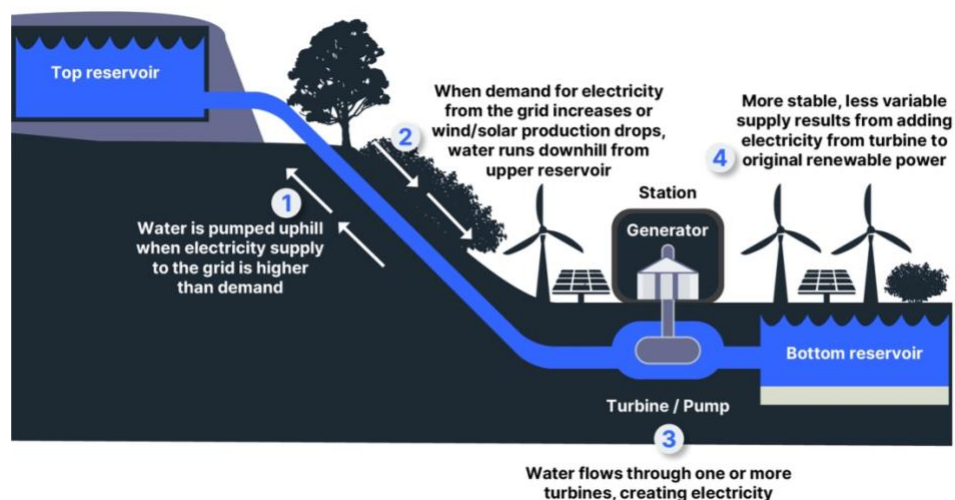 Top reservoir
1
Water is pumped uphill
when electricity supply
to the grid is higher
than demand
2
When demand for electricity
from the grid increases or
wind/solar production drops,
water runs downhill from
upper reservoir
Station
Generator
Turbine / Pump
3
Water flows through one or more
turbines, creating electricity
4
More stable, less variable
supply results from adding
electricity from turbine to
original renewable power
Bottom reservoir